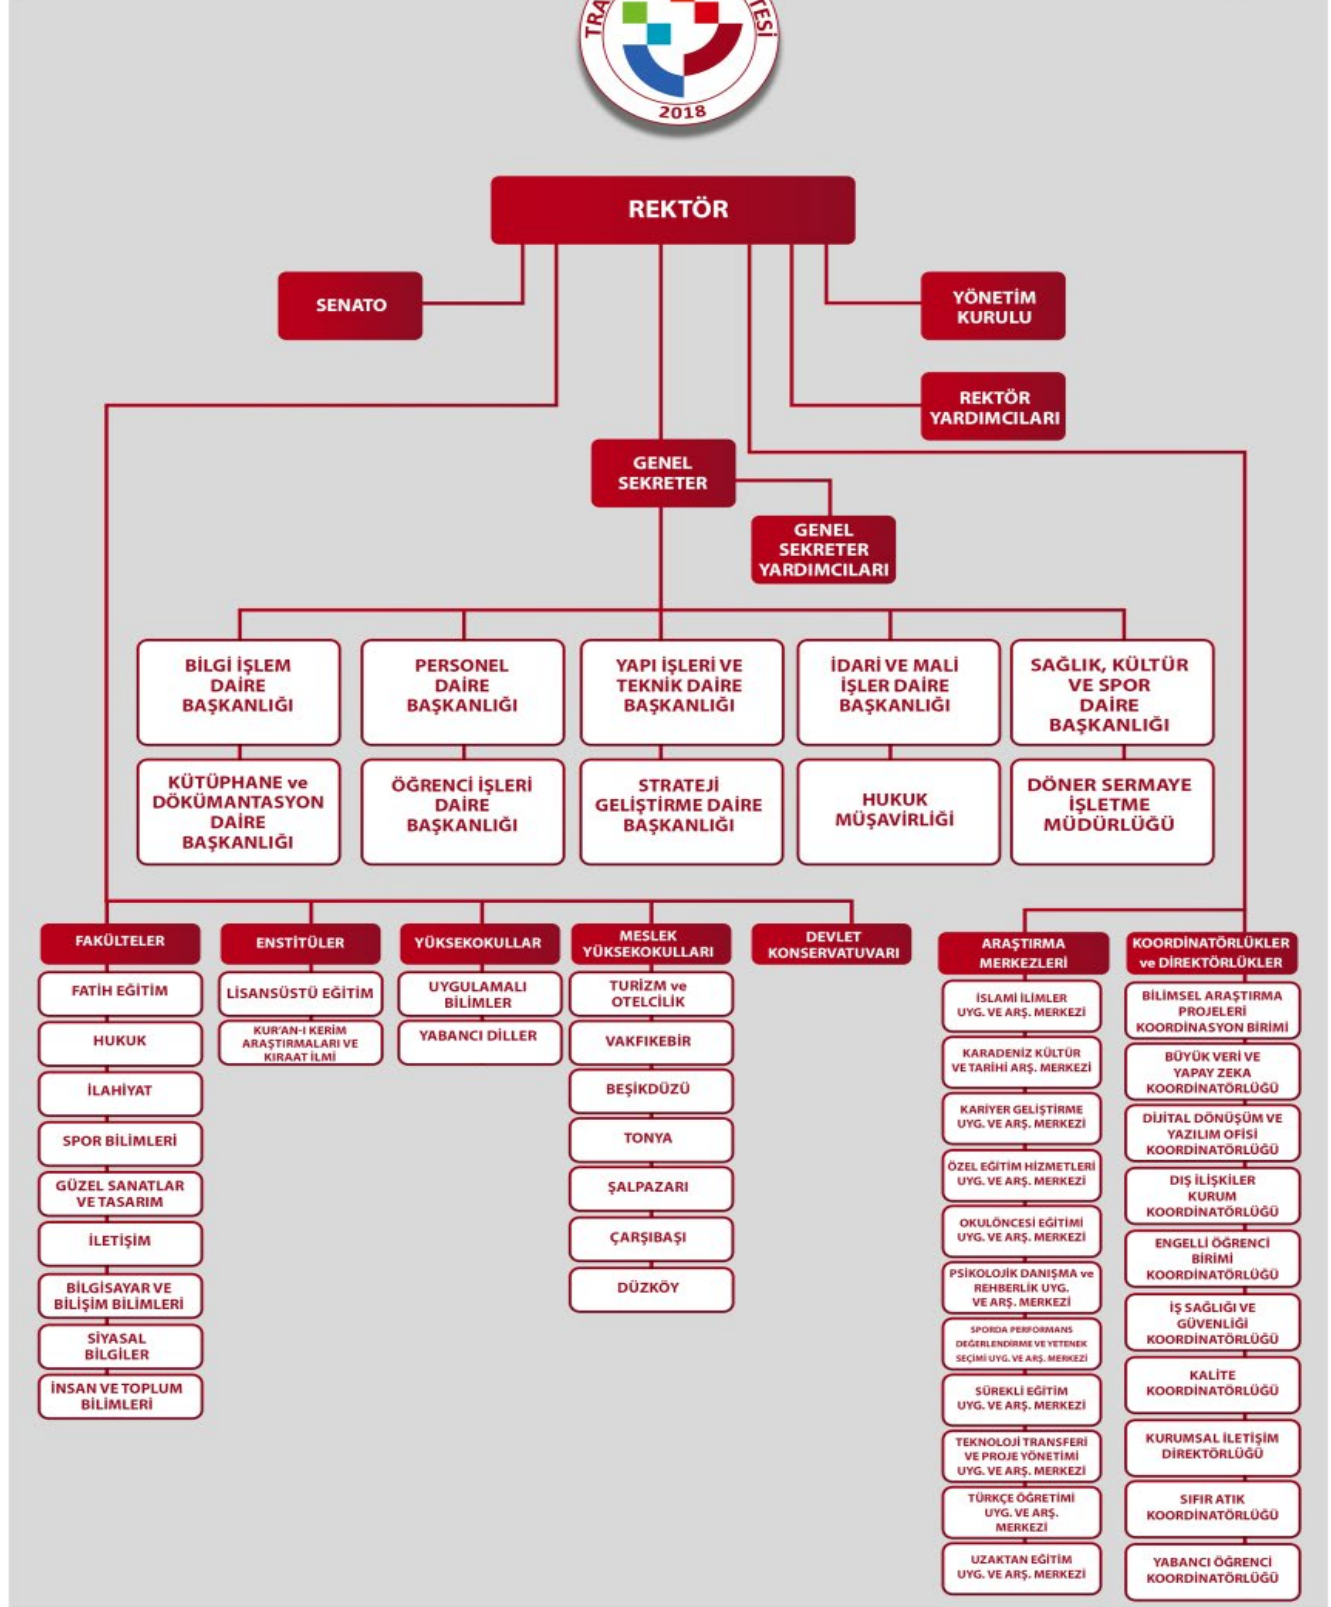 TRA
TESİ
2018
REKTÖR
SENATO
YÖNETİM
KURULU
REKTÖR
YARDIMCILARI
GENEL
SEKRETER
GENEL
SEKRETER
YARDIMCILARI
BİLGİ İŞLEM
DAİRE
BAŞKANLIĞI
PERSONEL
DAİRE
BAŞKANLIĞI
YAPI İŞLERİ VE
TEKNİK DAİRE
BAŞKANLIĞI
İDARİ VE MALİ
İŞLER DAİRE
BAŞKANLIĞI
SAĞLIK, KÜLTÜR
VE SPOR
DAİRE
BAŞKANLIĞI
KÜTÜPHANE ve
DÖKÜMANTASYON
DAİRE
BAŞKANLIĞI
ÖĞRENCİ İŞLERİ
DAİRE
BAŞKANLIĞI
STRATEJİ
GELİŞTİRME DAİRE
BAŞKANLIĞI
HUKUK
MÜŞAVİRLİĞİ
DÖNER SERMAYE
İŞLETME
MÜDÜRLÜĞÜ
FAKÜLTELER
FATİH EĞİTİM
HUKUK
İLAHİYAT
SPOR BİLİMLERİ
GÜZEL SANATLAR
VE TASARIM
İLETİŞİM
BİLGİSAYAR VE
BİLİŞİM BİLİMLERİ
SİYASAL
BİLGİLER
İNSAN VE TOPLUM
BİLİMLERİ
ENSTİTÜLER
LİSANSÜSTÜ EĞİTİM
KUR'AN-I KERİM
ARAŞTIRMALARI VE
KIRAAT İLMİ
YÜKSEKOKULLAR
UYGULAMALI
BİLİMLER
YABANCI DİLLER
MESLEK
YÜKSEKOKULLARI
TURİZM ve
OTELCİLİK
VAKFIKEBİR
BEŞİKDÜZÜ
TONYA
ŞALPAZARI
ÇARŞIBAŞI
DÜZKÖY
DEVLET
KONSERVATUVARI
ARAŞTIRMA
MERKEZLERİ
İSLAMİ İLİMLER
UYG. VE ARŞ. MERKEZİ
KARADENİZ KÜLTÜR
VE TARİHİ ARŞ. MERKEZİ
KARİYER GELİŞTİRME
UYG. VE ARŞ. MERKEZİ
ÖZEL EĞİTİM HİZMETLERİ
UYG. VE ARŞ. MERKEZİ
OKULÖNCESİ EĞİTİMİ
UYG. VE ARŞ. MERKEZİ
PSİKOLOJİK DANIŞMA ve
REHBERLİK UYG.
VE ARŞ. MERKEZİ
SPORDA PERFORMANS
DEĞERLENDİRME VE YETENEK
SEÇİMİ UYG. VE ARŞ. MERKEZİ
SÜREKLİ EĞİTİM
UYG. VE ARŞ. MERKEZİ
TEKNOLOJİ TRANSFERİ
VE PROJE YÖNETİMİ
UYG. VE ARŞ. MERKEZİ
TÜRKÇE ÖĞRETİMİ
UYG. VE ARŞ.
MERKEZİ
UZAKTAN EĞİTİM
UYG. VE ARŞ. MERKEZİ
KOORDİNATÖRLÜKLER
ve DİREKTÖRLÜKLER
BİLİMSEL ARAŞTIRMA
PROJELERİ
KOORDİNASYON BİRİMİ
BÜYÜK VERİ VE
YAPAY ZEKA
KOORDİNATÖRLÜĞÜ
DİJİTAL DÖNÜŞÜM VE
YAZILIM OFİSİ
KOORDİNATÖRLÜĞÜ
DIŞ İLİŞKİLER
KURUM
KOORDİNATÖRLÜĞÜ
ENGELLİ ÖĞRENCİ
BİRİMİ
KOORDİNATÖRLÜĞÜ
İŞ SAĞLIĞI VE
GÜVENLİĞİ
KOORDİNATÖRLÜĞÜ
KALİTE
KOORDİNATÖRLÜĞÜ
KURUMSAL İLETİŞİM
DİREKTÖRLÜĞÜ
SIFIR ATIK
KOORDİNATÖRLÜĞÜ
YABANCI ÖĞRENCİ
KOORDİNATÖRLÜĞÜ